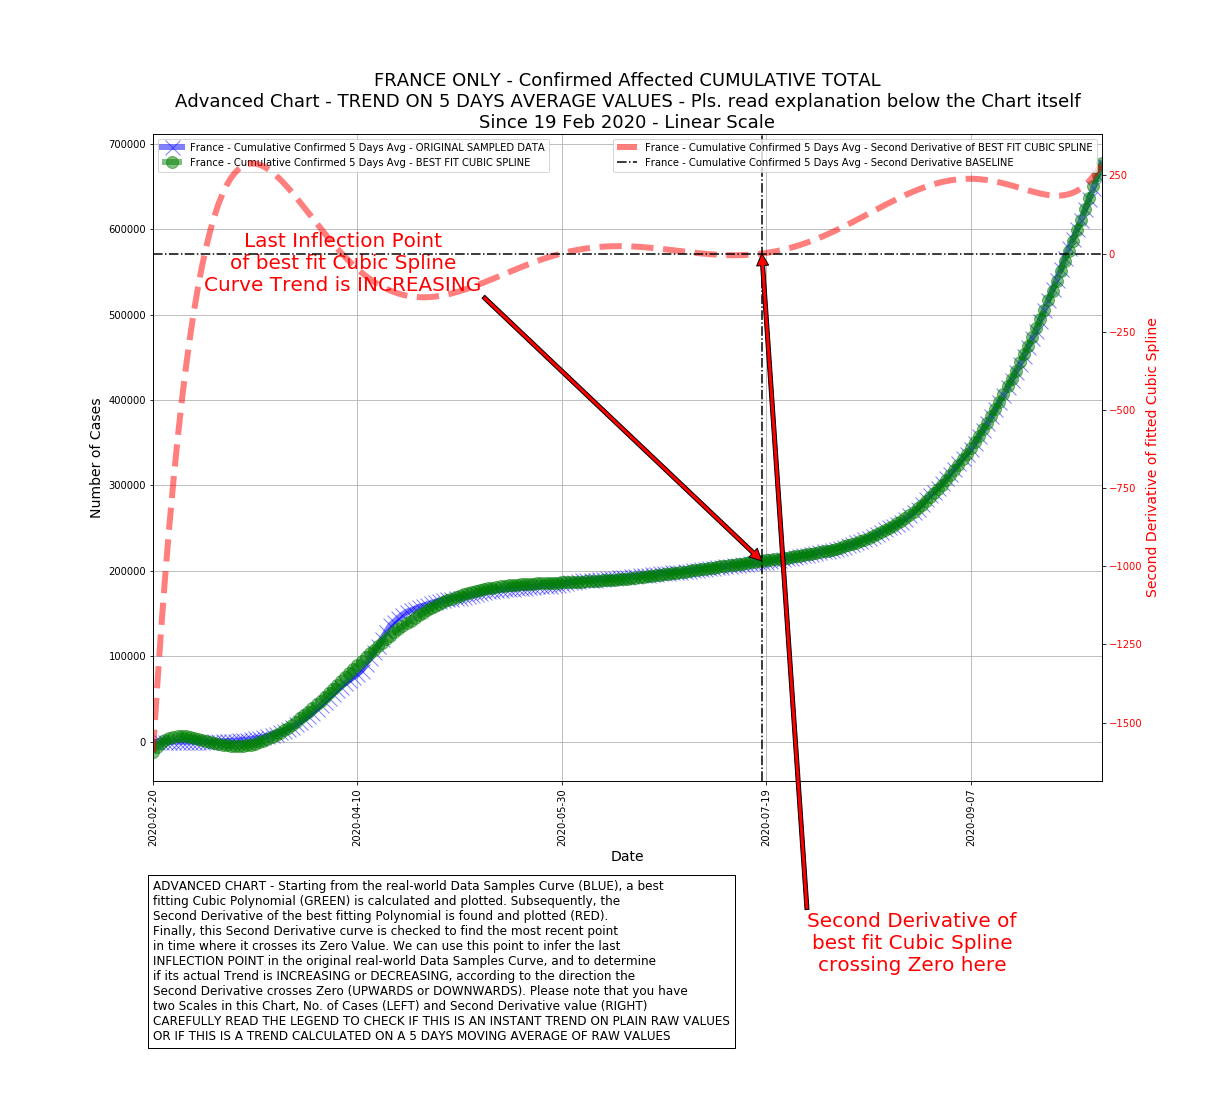 FRANCE ONLY - Confirmed Affected CUMULATIVE TOTAL
Advanced Chart - TREND ON 5 DAYS AVERAGE VALUES - Pls. read explanation below the Chart itself
Since 19 Feb 2020 - Linear Scale
France - Cumulative Confirmed 5 Days Avg - ORIGINAL SAMPLED DATA
France - Cumulative Confirmed 5 Days Avg - BEST FIT CUBIC SPLINE
France - Cumulative Confirmed 5 Days Avg - Second Derivative of BEST FIT CUBIC SPLINE
France - Cumulative Confirmed 5 Days Avg - Second Derivative BASELINE
Last Inflection Point
of best fit Cubic Spline
Curve Trend is INCREASING
Number of Cases
700000
600000
500000
400000
300000
200000
100000
0
250
0
−250
−500
−750
−1000
−1250
−1500
Second Derivative of fitted Cubic Spline
2020-02-20
2020-04-10
2020-05-30
2020-07-19
2020-09-07
Date
Second Derivative of
best fit Cubic Spline
crossing Zero here
ADVANCED CHART - Starting from the real-world Data Samples Curve (BLUE), a best
fitting Cubic Polynomial (GREEN) is calculated and plotted. Subsequently, the
Second Derivative of the best fitting Polynomial is found and plotted (RED).
Finally, this Second Derivative curve is checked to find the most recent point
in time where it crosses its Zero Value. We can use this point to infer the last
INFLECTION POINT in the original real-world Data Samples Curve, and to determine
if its actual Trend is INCREASING or DECREASING, according to the direction the
Second Derivative crosses Zero (UPWARDS or DOWNWARDS). Please note that you have
two Scales in this Chart, No. of Cases (LEFT) and Second Derivative value (RIGHT)
CAREFULLY READ THE LEGEND TO CHECK IF THIS IS AN INSTANT TREND ON PLAIN RAW VALUES
OR IF THIS IS A TREND CALCULATED ON A 5 DAYS MOVING AVERAGE OF RAW VALUES